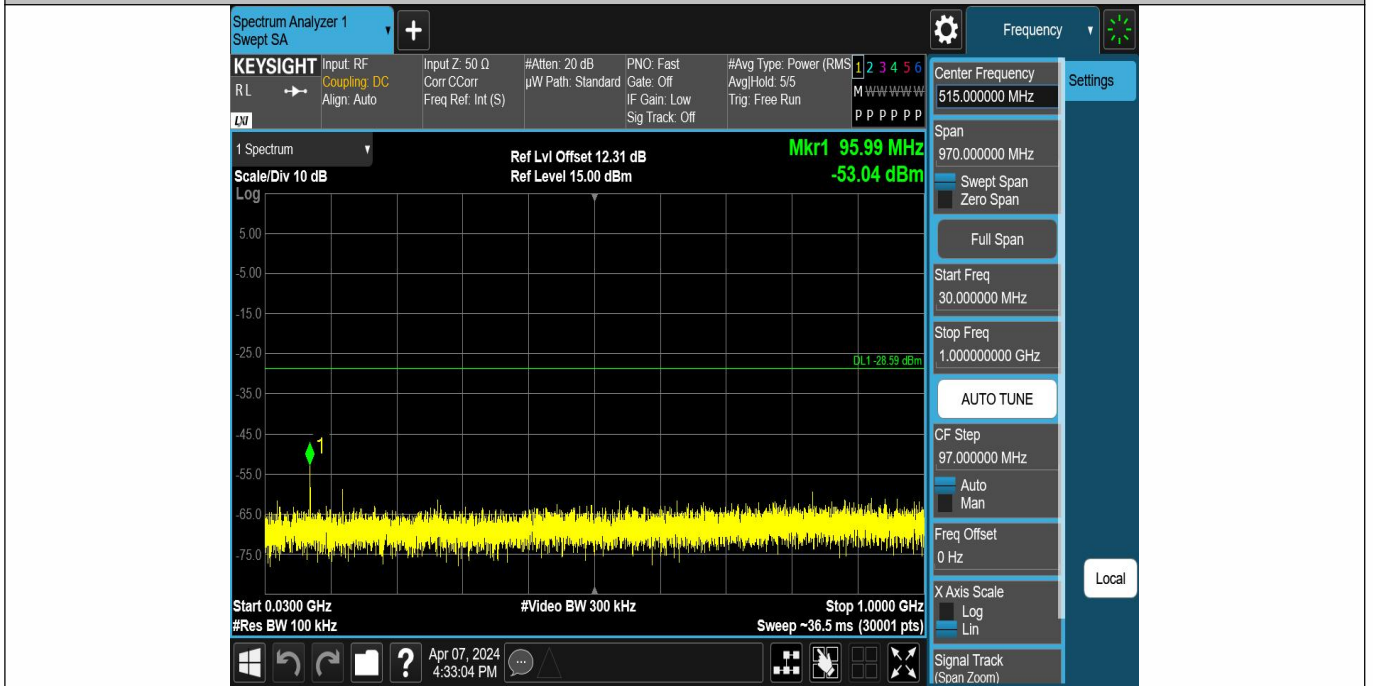 Spectrum Analyzer 1
Swept SA
+
Frequency
KEYSIGHT
RL
LXI
Input: RF
Coupling: DC
Align: Auto
Input Z: 50 Ω
Corr CCorr
Freq Ref: Int (S)
#Atten: 20 dB
µW Path: Standard
PNO: Fast
Gate: Off
IF Gain: Low
Sig Track: Off
#Avg Type: Power (RMS
Avg|Hold: 5/5
Trig: Free Run
1 2 3 4 5 6
M W W W W W
P P P P P P
1 Spectrum
Scale/Div 10 dB
Log
Ref Lvl Offset 12.31 dB
Ref Level 15.00 dBm
Mkr1 95.99 MHz
-53.04 dBm
5.00
-5.00
-15.0
-25.0
DL1 -28.59 dBm
-35.0
-45.0
1
-55.0
-65.0
-75.0
Start 0.0300 GHz
#Res BW 100 kHz
#Video BW 300 kHz
Stop 1.0000 GHz
Sweep ~36.5 ms (30001 pts)
Center Frequency
515.000000 MHz
Settings
Span
970.000000 MHz
Swept Span
Zero Span
Full Span
Start Freq
30.000000 MHz
Stop Freq
1.000000000 GHz
AUTO TUNE
CF Step
97.000000 MHz
Auto
Man
Freq Offset
0 Hz
X Axis Scale
Log
Lin
Signal Track
(Span Zoom)
Local
?
Apr 07, 2024
4:33:04 PM